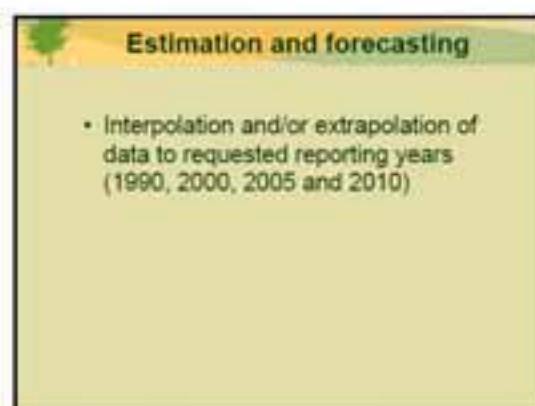 Estimation and forecasting
• Interpolation and/or extrapolation of
data to requested reporting years
(1990, 2000, 2005 and 2010)